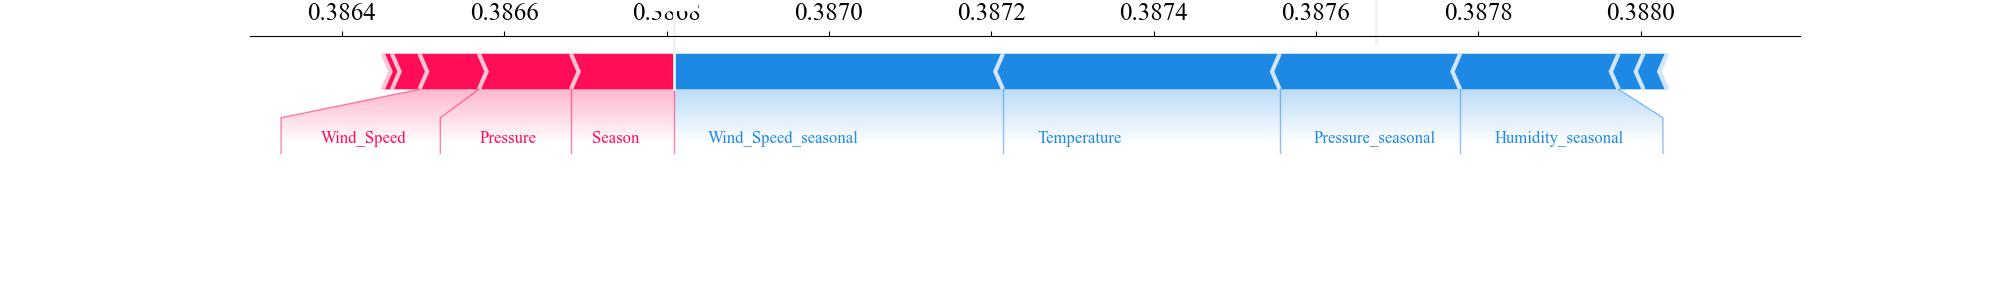 0.3864 0.3866 0.3870 0.3872 0.3874 0.3876 0.3878 0.3880
Wind_Speed Pressure Season Wind_Speed_seasonal Temperature Pressure_seasonal Humidity_seasonal